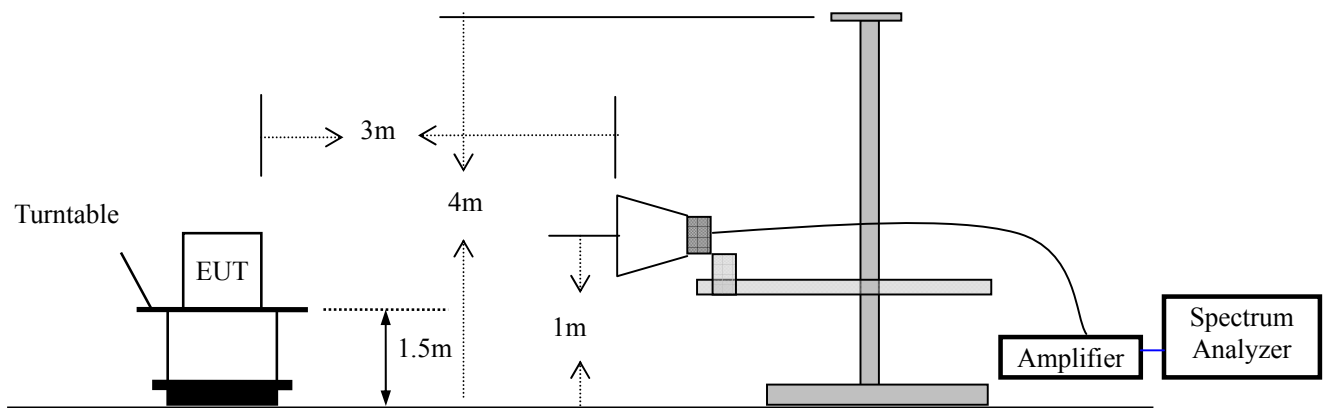 3m
4m
Turntable
EUT
1.5m
1m
Amplifier
Spectrum
Analyzer